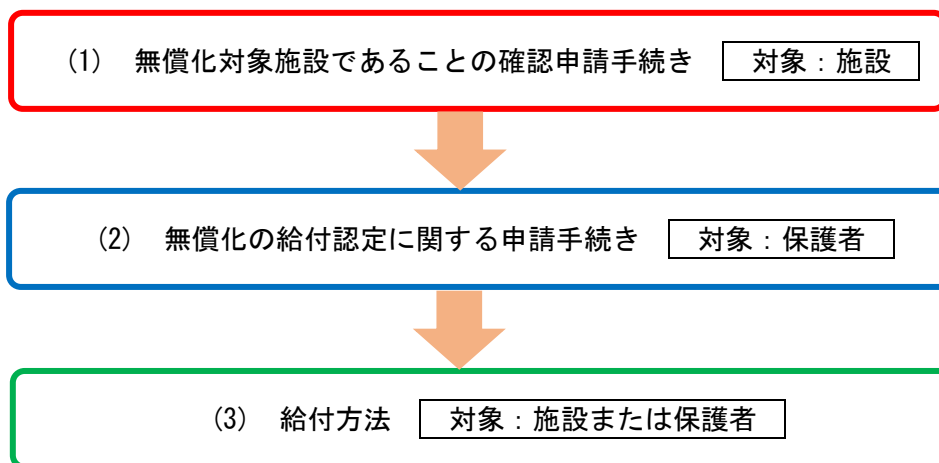 (1) 無償化対象施設であることの確認申請手続き 対象：施設
(2) 無償化の給付認定に関する申請手続き 対象：保護者
(3) 給付方法 対象：施設または保護者